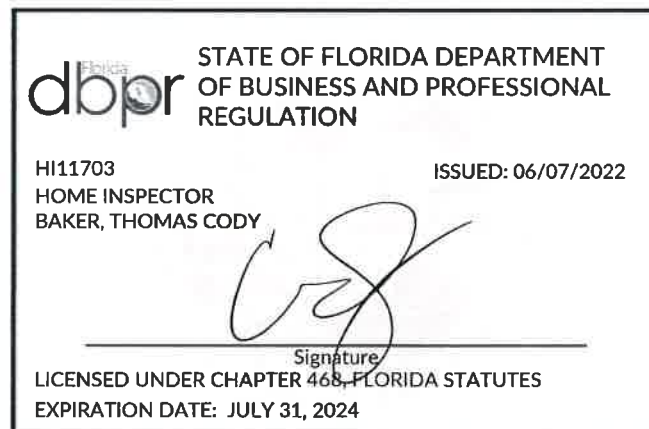 Florida
dbpr
STATE OF FLORIDA DEPARTMENT
OF BUSINESS AND PROFESSIONAL
REGULATION
HI11703
ISSUED: 06/07/2022
HOME INSPECTOR
BAKER, THOMAS CODY
Signature
LICENSED UNDER CHAPTER 468, FLORIDA STATUTES
EXPIRATION DATE: JULY 31, 2024